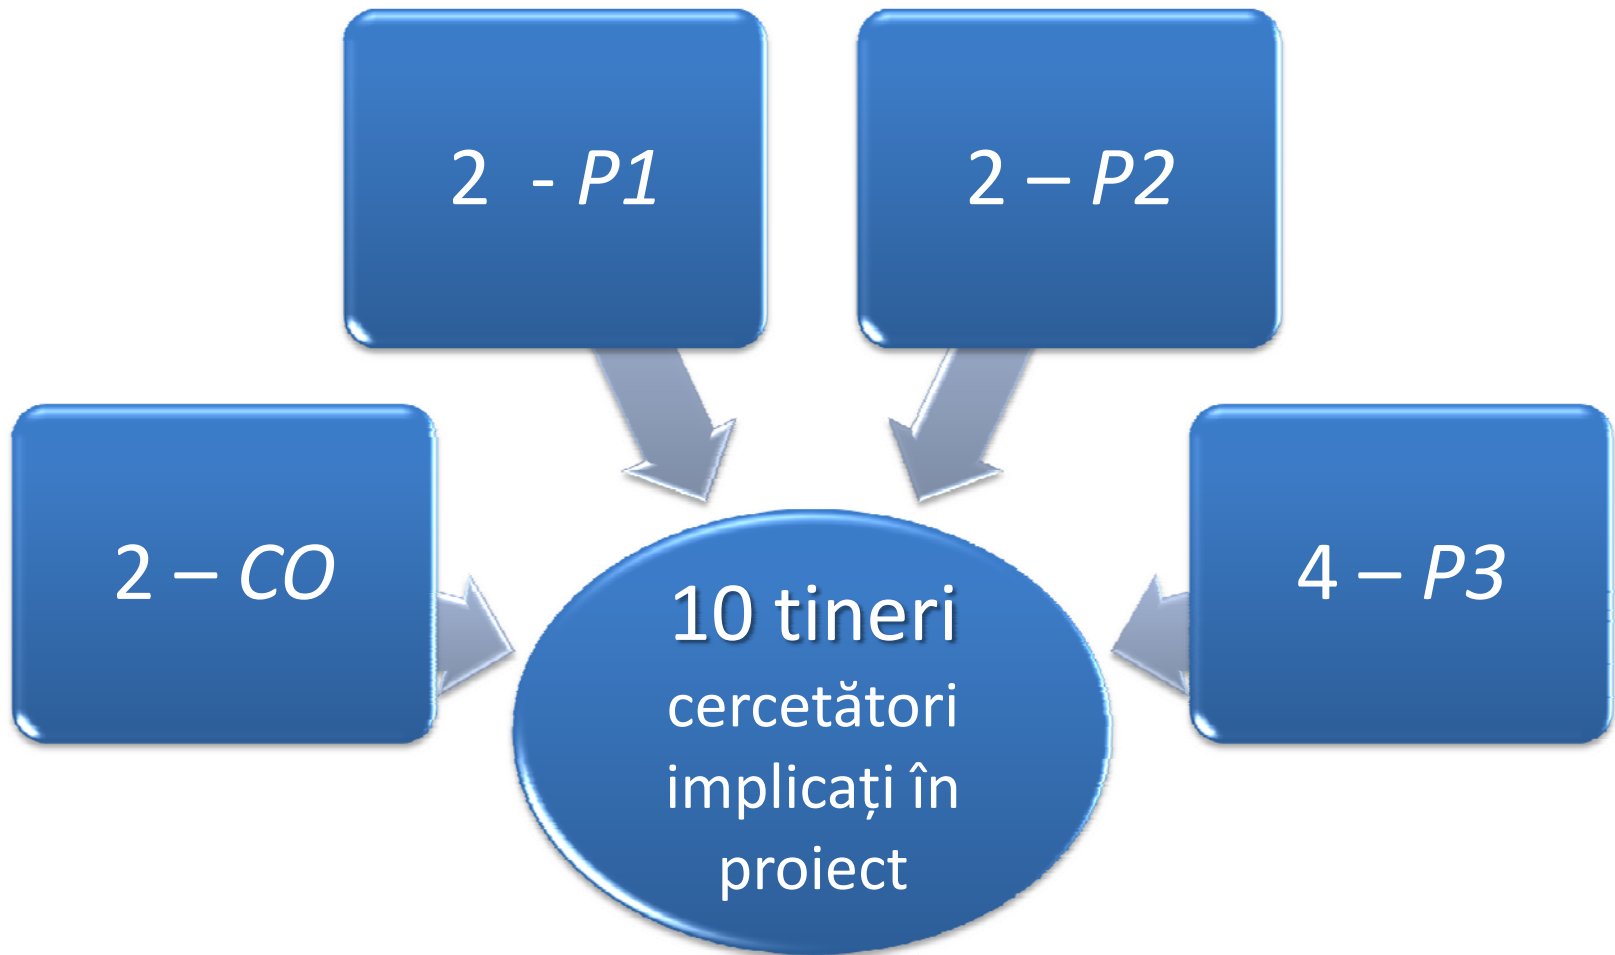 2  - P1
2 – P2
2 – CO
4 – P3
10 tineri
cercetători
implicați în
proiect